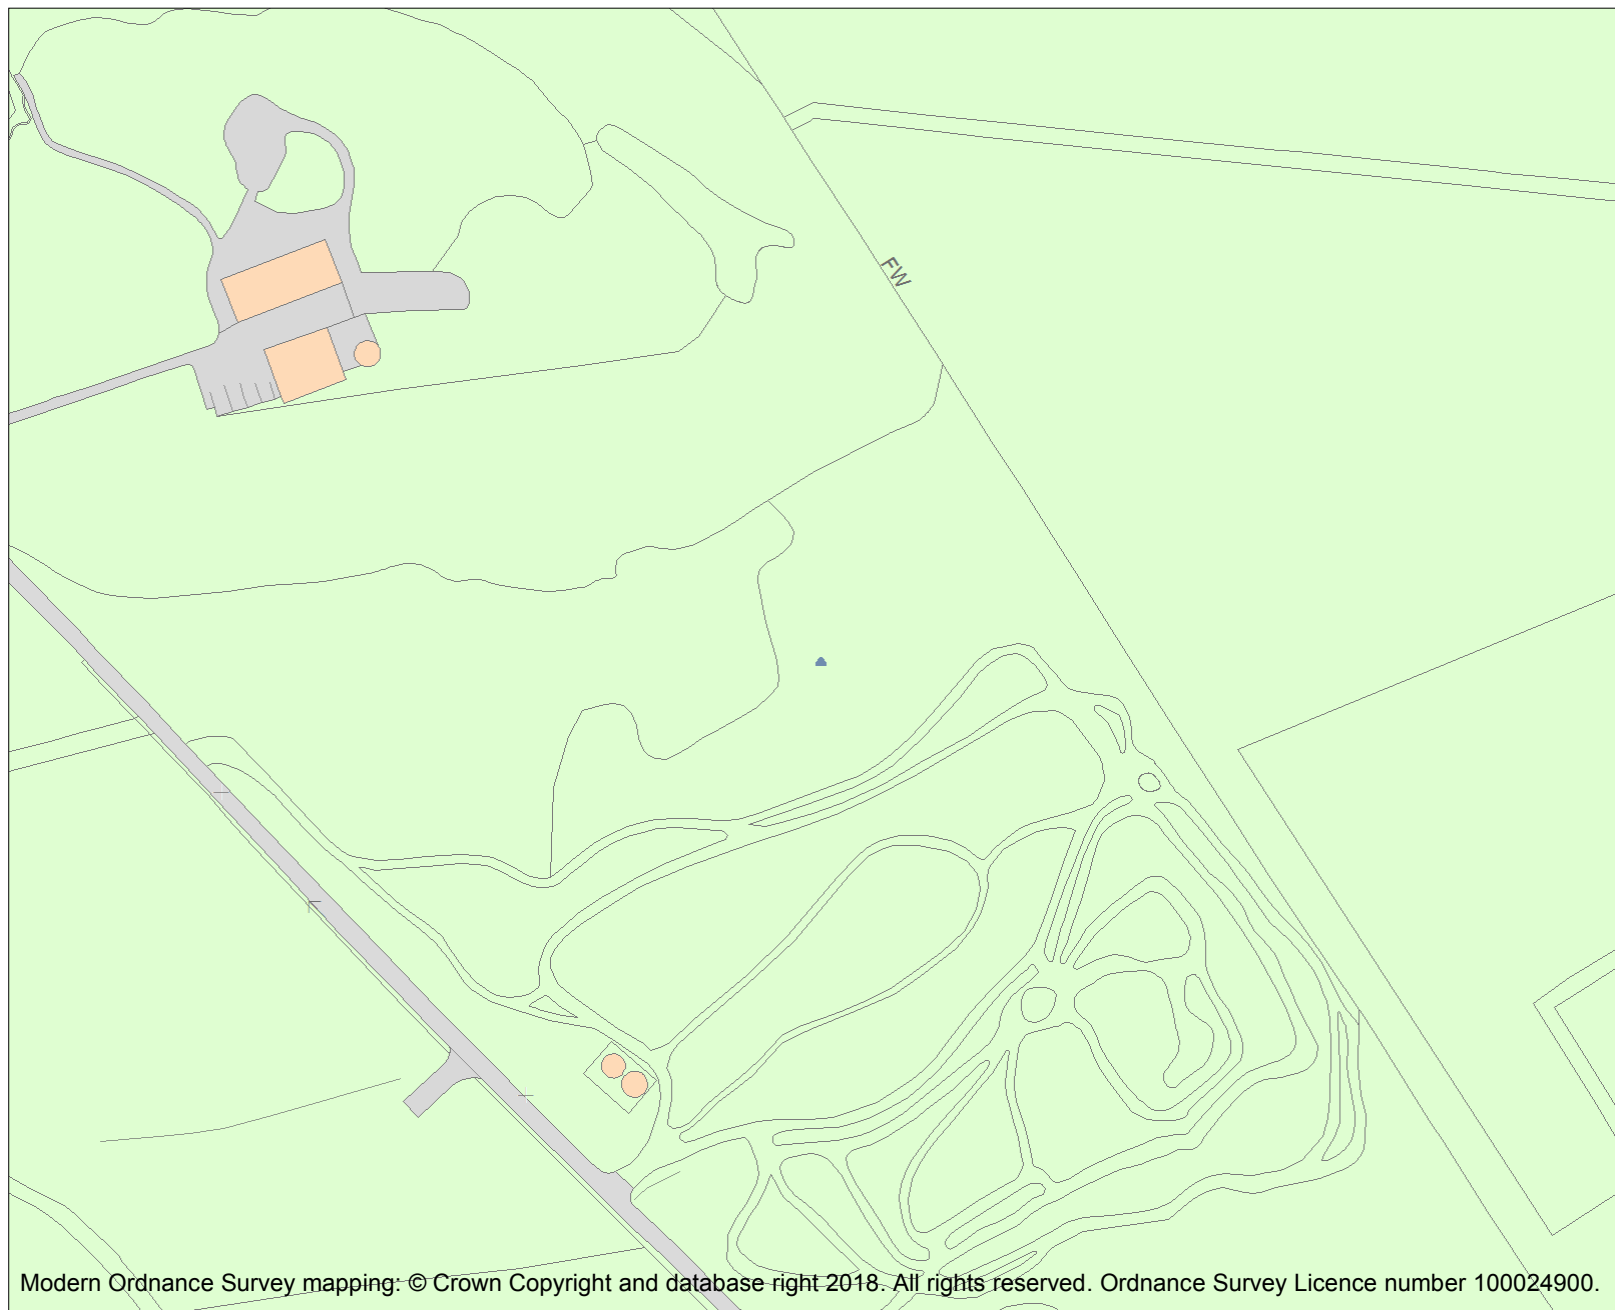 FW
Modern Ordnance Survey mapping: © Crown Copyright and database right 2018. All rights reserved. Ordnance Survey Licence number 100024900.